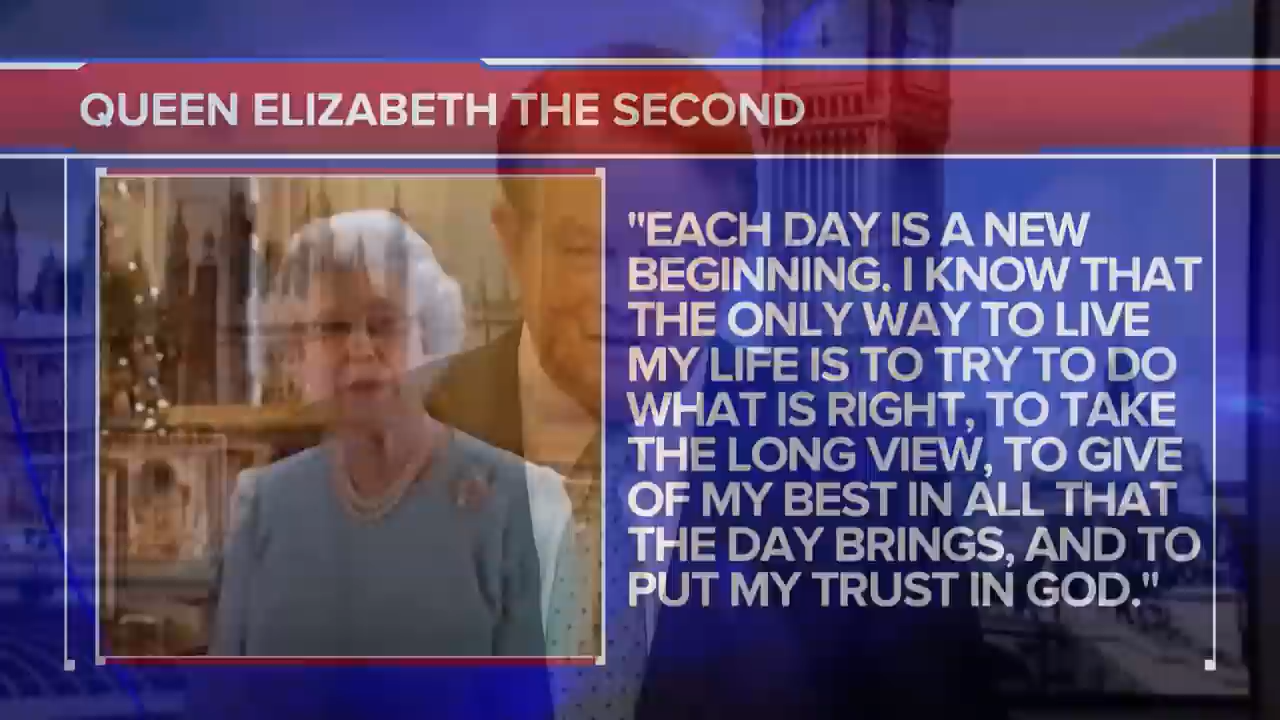 QUEEN ELIZABETH THE SECOND
"EACH DAY IS A NEW
BEGINNING. I KNOW THAT
THE ONLY WAY TO LIVE
MY LIFE IS TO TRY TO DO
WHAT IS RIGHT, TO TAKE
THE LONG VIEW, TO GIVE
OF MY BEST IN ALL THAT
THE DAY BRINGS, AND TO
PUT MY TRUST IN GOD."